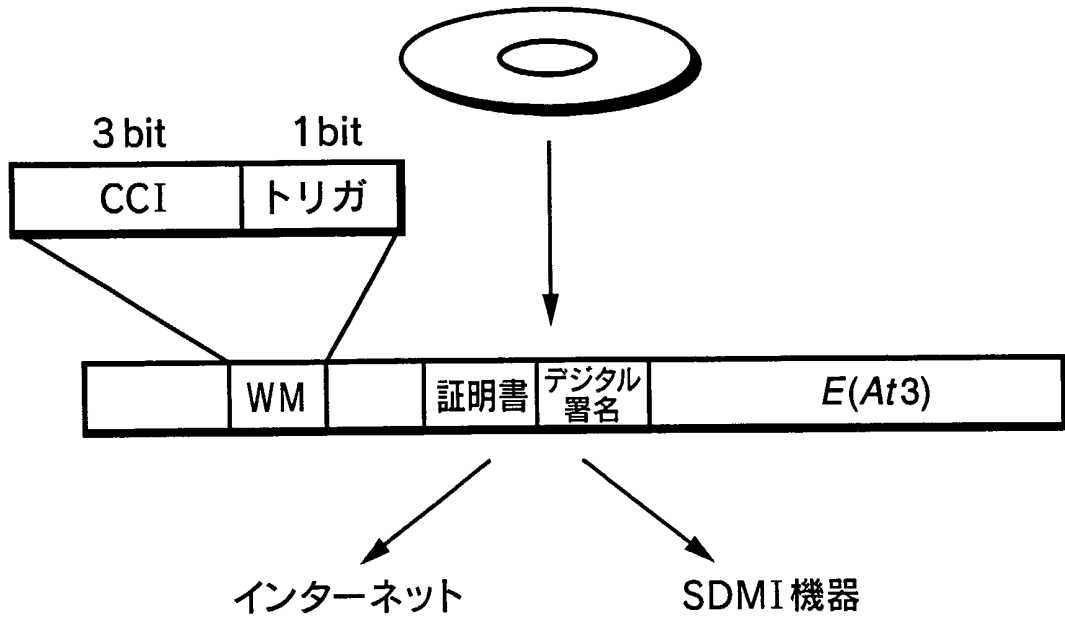 3 bit 1 bit
CCI トリガ
WM 証明書 デジタル
署名 E(At3)
インターネット SDMI機器